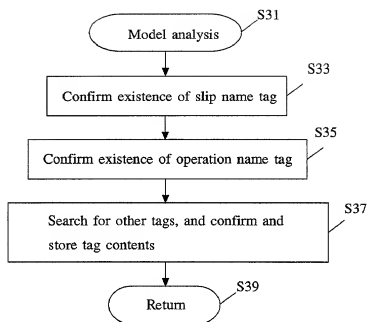 Model analysis
S31
Confirm existence of slip name tag
S33
Confirm existence of operation name tag
S35
Search for other tags, and confirm and
store tag contents
S37
Return
S39